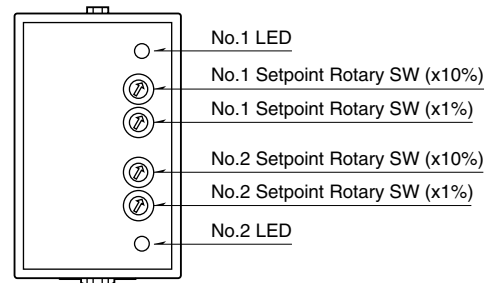 No.1 LED
No.1 Setpoint Rotary SW (x10%)
No.1 Setpoint Rotary SW (x1%)
No.2 Setpoint Rotary SW (x10%)
No.2 Setpoint Rotary SW (x1%)
No.2 LED